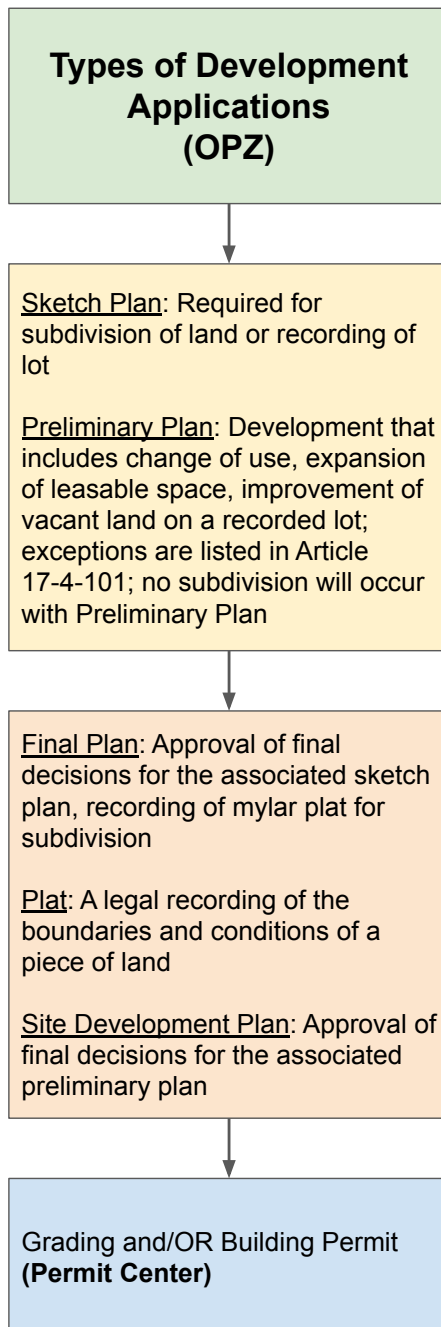 Types of Development
Applications
(OPZ)
Sketch Plan: Required for
subdivision of land or recording of
lot
Preliminary Plan: Development that
includes change of use, expansion
of leasable space, improvement of
vacant land on a recorded lot;
exceptions are listed in Article
17-4-101; no subdivision will occur
with Preliminary Plan
Final Plan: Approval of final
decisions for the associated sketch
plan, recording of mylar plat for
subdivision
Plat: A legal recording of the
boundaries and conditions of a
piece of land
Site Development Plan: Approval of
final decisions for the associated
preliminary plan
Grading and/OR Building Permit
(Permit Center)